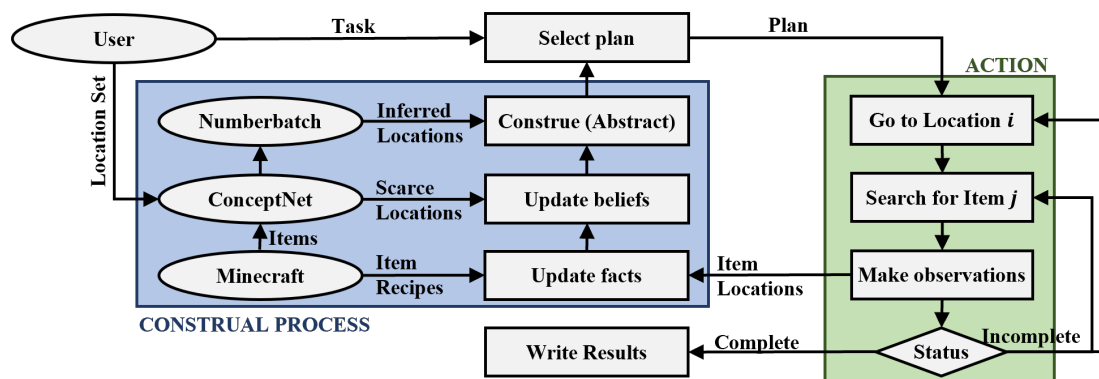 User
Task
Select plan
Plan
ACTION
Location Set
Numberbatch
Inferred
Locations
Construe (Abstract)
Go to Location i
ConceptNet
Scarce
Locations
Update beliefs
Search for Item j
Items
Minecraft
Item
Recipes
Update facts
Item
Locations
Make observations
CONSTRUAL PROCESS
Write Results
Complete
Status
Incomplete